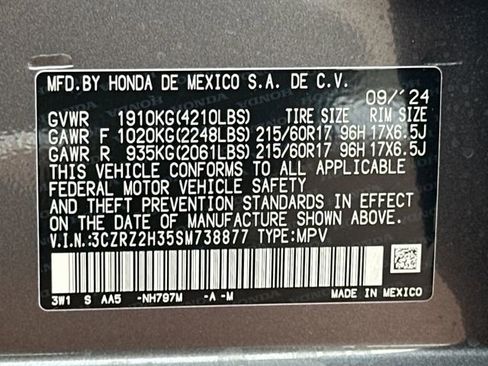 MFD.BY HONDA DE MEXICO S.A. DE C.V.
09/'24
GVWR 1910KG(4210LBS) TIRE SIZE RIM SIZE
GAWR F 1020KG(2248LBS) 215/60R17 96H 17X6.5J
GAWR R 935KG(2061LBS) 215/60R17 96H 17X6.5J
THIS VEHICLE CONFORMS TO ALL APPLICABLE
FEDERAL MOTOR VEHICLE SAFETY
AND THEFT PREVENTION STANDARDS IN EFFECT
ON THE DATE OF MANUFACTURE SHOWN ABOVE.
V.I.N.:3CZRZ2H35SM738877 TYPE:MPV
3W1 S AA5 -NH797M -A -M MADE IN MEXICO